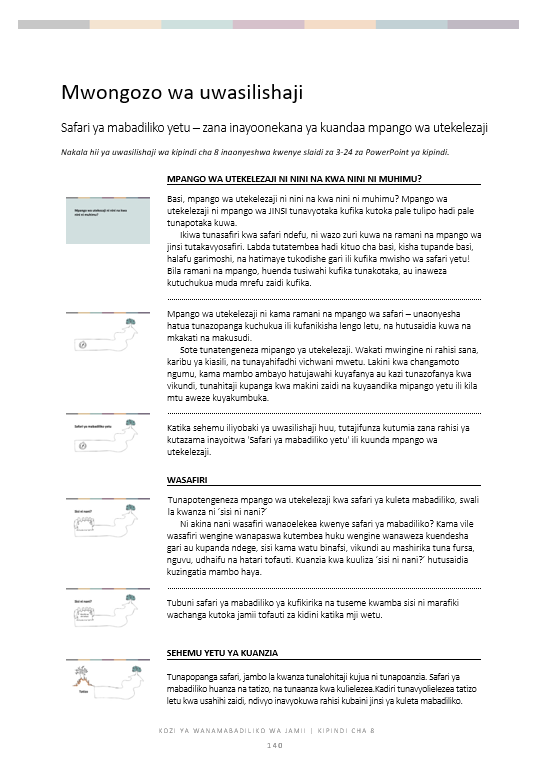 Mwongozo wa uwasilishaji
Safari ya mabadiliko yetu – zana inayoonekana ya kuandaa mpango wa utekelezaji
Nakala hii ya uwasilishaji wa kipindi cha 8 inaonyeshwa kwenye slaidi za 3-24 za PowerPoint ya kipindi.
MPANGO WA UTEKELEZAJI NI NINI NA KWA NINI NI MUHIMU?
Mpango wa utekelezaji ni nini na kwa
nini ni muhimu?
Basi, mpango wa utekelezaji ni nini na kwa nini ni muhimu? Mpango wa
utekelezaji ni mpango wa JINSI tunavyotaka kufika kutoka pale tulipo hadi pale
tunapotaka kuwa.
Ikiwa tunasafiri kwa safari ndefu, ni wazo zuri kuwa na ramani na mpango wa
jinsi tutakavyosafiri. Labda tutatembea hadi kituo cha basi, kisha tupande basi,
halafu garimoshi, na hatimaye tukodishe gari ili kufika mwisho wa safari yetu!
Bila ramani na mpango, huenda tusiwahi kufika tunakotaka, au inaweza
kutuchukua muda mrefu zaidi kufika.
Mpango wa utekelezaji ni kama ramani na mpango wa safari – unaonyesha
hatua tunazopanga kuchukua ili kufanikisha lengo letu, na hutusaidia kuwa na
mkakati na makusudi.
Sote tunatengeneza mipango ya utekelezaji. Wakati mwingine ni rahisi sana,
karibu ya kiasili, na tunayahifadhi vichwani mwetu. Lakini kwa changamoto
ngumu, kama mambo ambayo hatujawahi kuyafanya au kazi tunazofanya kwa
vikundi, tunahitaji kupanga kwa makini zaidi na kuyaandika mipango yetu ili kila
mtu aweze kuyakumbuka.
Safari ya mabadiliko yetu
Katika sehemu iliyobaki ya uwasilishaji huu, tutajifunza kutumia zana rahisi ya
kutazama inayoitwa 'Safari ya mabadiliko yetu' ili kuunda mpango wa
utekelezaji.
WASAFIRI
Sisi ni nani?
Tunapotengeneza mpango wa utekelezaji kwa safari ya kuleta mabadiliko, swali
la kwanza ni 'sisi ni nani?'
Ni akina nani wasafiri wanaoelekea kwenye safari ya mabadiliko? Kama vile
wasafiri wengine wanapaswa kutembea huku wengine wanaweza kuendesha
gari au kupanda ndege, sisi kama watu binafsi, vikundi au mashirika tuna fursa,
nguvu, udhaifu na hatari tofauti. Kuanzia kwa kuuliza 'sisi ni nani?' hutusaidia
kuzingatia mambo haya.
Sisi ni nani?
Tubuni safari ya mabadiliko ya kufikirika na tuseme kwamba sisi ni marafiki
wachanga kutoka jamii tofauti za kidini katika mji wetu.
SEHEMU YETU YA KUANZIA
Tatizo
Tunapopanga safari, jambo la kwanza tunalohitaji kujua ni tunapoanzia. Safari ya
mabadiliko huanza na tatizo, na tunaanza kwa kulielezea.Kadiri tunavyolielezea tatizo
letu kwa usahihi zaidi, ndivyo inavyokuwa rahisi kubaini jinsi ya kuleta mabadiliko.
KOZI YA WANAMABADILIKO WA JAMII | KIPINDI CHA 8
140